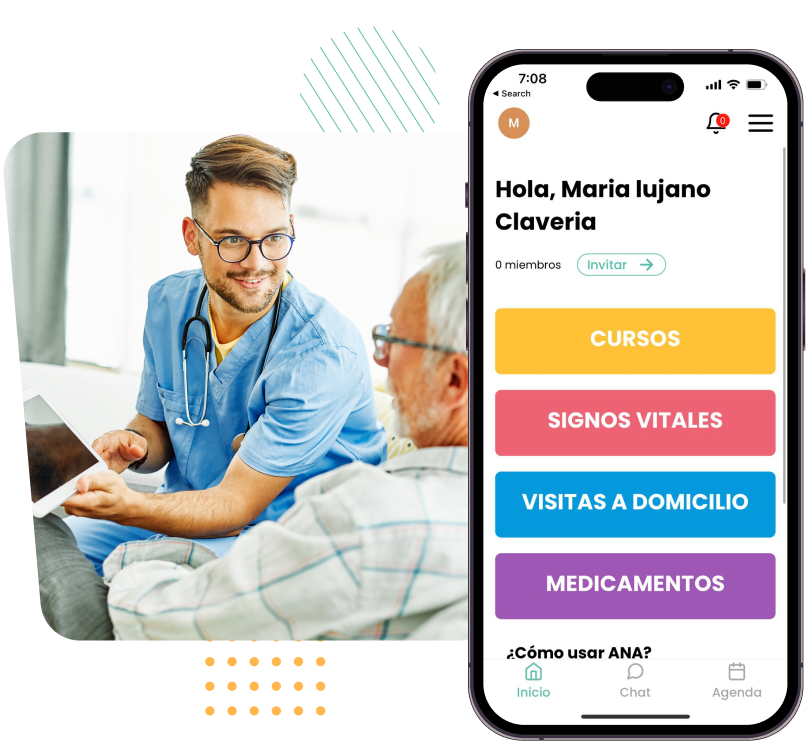 7:08
◄ Search
M
0
Hola, Maria lujano
Claveria
0 miembros
Invitar →
CURSOS
SIGNOS VITALES
VISITAS A DOMICILIO
MEDICAMENTOS
¿Cómo usar ANA?
Inicio
Chat
Agenda